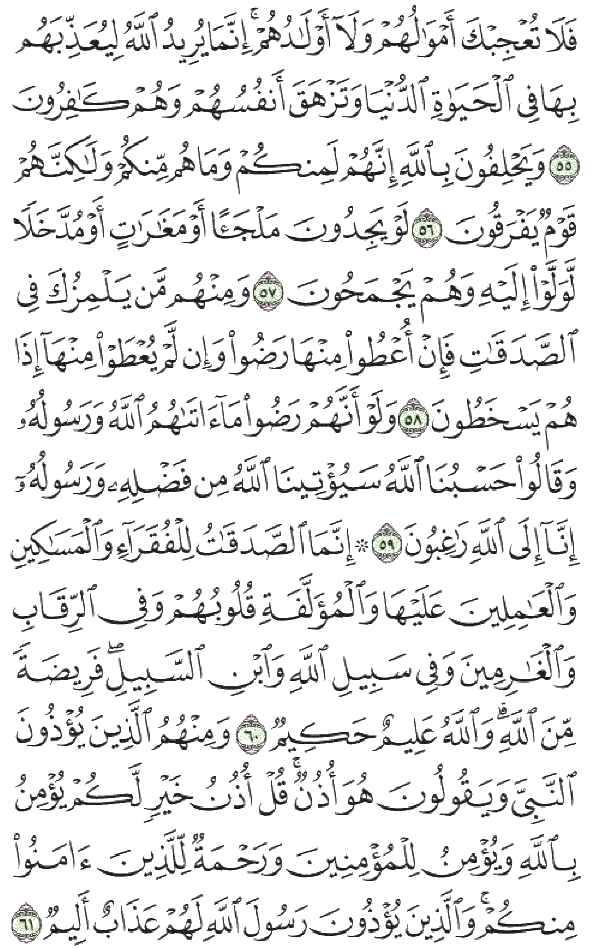 فَلَا تُعْجِبْكَ أَمْوَٰلُهُمْ وَلَآ أَوْلَٰدُهُمْ ۚ إِنَّمَا يُرِيدُ ٱللَّهُ لِيُعَذِّبَهُم
بِهَا فِى ٱلْحَيَوٰةِ ٱلدُّنْيَا وَتَزْهَقَ أَنفُسُهُمْ وَهُمْ كَٰفِرُونَ
٥٥ وَيَحْلِفُونَ بِٱللَّهِ إِنَّهُمْ لَمِنكُمْ وَمَا هُم مِّنكُمْ وَلَٰكِنَّهُمْ
قَوْمٌ يَفْرَقُونَ ٥٦ لَوْ يَجِدُونَ مَلْجَـًٔا أَوْ مَغَٰرَٰتٍ أَوْ مُدَّخَلًا
لَّوَلَّوْا۟ إِلَيْهِ وَهُمْ يَجْمَحُونَ ٥٧ وَمِنْهُم مَّن يَلْمِزُكَ فِى
ٱلصَّدَقَٰتِ فَإِنْ أُعْطُوا۟ مِنْهَا رَضُوا۟ وَإِن لَّمْ يُعْطَوْا۟ مِنْهَآ إِذَا
هُمْ يَسْخَطُونَ ٥٨ وَلَوْ أَنَّهُمْ رَضُوا۟ مَآ ءَاتَىٰهُمُ ٱللَّهُ وَرَسُولُهُۥ
وَقَالُوا۟ حَسْبُنَا ٱللَّهُ سَيُؤْتِينَا ٱللَّهُ مِن فَضْلِهِۦ وَرَسُولُهُۥٓ
إِنَّآ إِلَى ٱللَّهِ رَٰغِبُونَ ٥٩ ۞ إِنَّمَا ٱلصَّدَقَٰتُ لِلْفُقَرَآءِ وَٱلْمَسَٰكِينِ
وَٱلْعَٰمِلِينَ عَلَيْهَا وَٱلْمُؤَلَّفَةِ قُلُوبُهُمْ وَفِى ٱلرِّقَابِ
وَٱلْغَٰرِمِينَ وَفِى سَبِيلِ ٱللَّهِ وَٱبْنِ ٱلسَّبِيلِ ۖ فَرِيضَةً
مِّنَ ٱللَّهِ ۗ وَٱللَّهُ عَلِيمٌ حَكِيمٌ ٦٠ وَمِنْهُمُ ٱلَّذِينَ يُؤْذُونَ
ٱلنَّبِىَّ وَيَقُولُونَ هُوَ أُذُنٌ ۚ قُلْ أُذُنُ خَيْرٍ لَّكُمْ يُؤْمِنُ
بِٱللَّهِ وَيُؤْمِنُ لِلْمُؤْمِنِينَ وَرَحْمَةٌ لِّلَّذِينَ ءَامَنُوا۟
مِنكُمْ ۚ وَٱلَّذِينَ يُؤْذُونَ رَسُولَ ٱللَّهِ لَهُمْ عَذَابٌ أَلِيمٌ ٦١